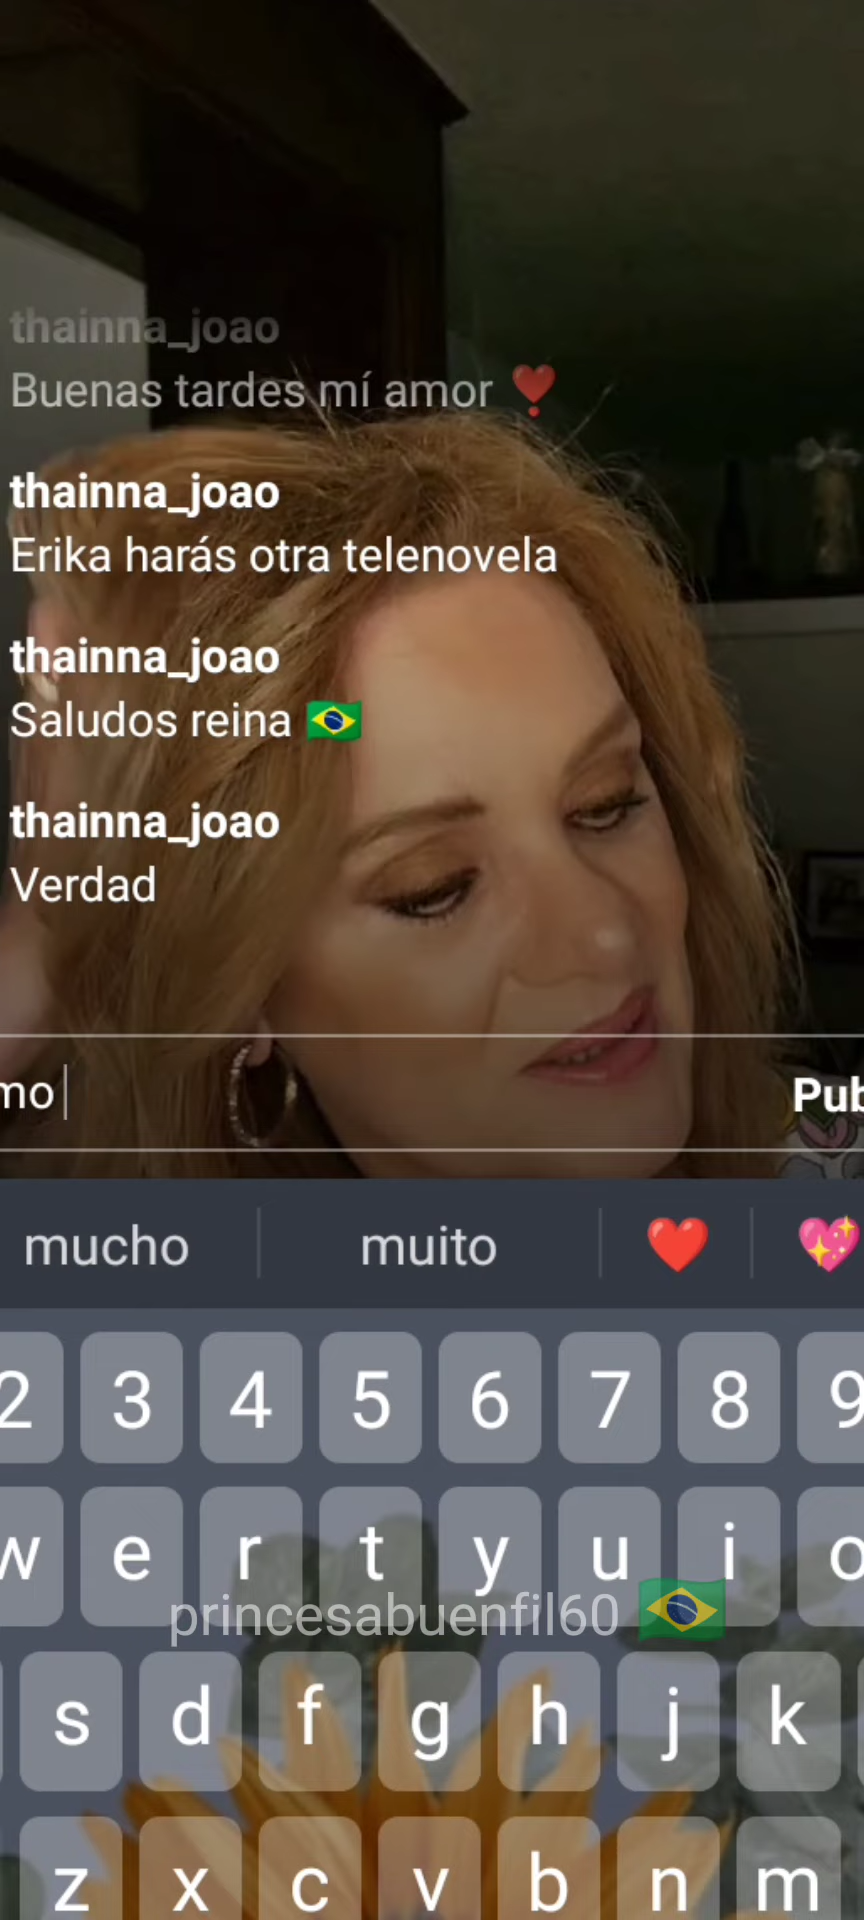 thainna_joao
Buenas tardes mí amor ❣️
thainna_joao
Erika harás otra telenovela
thainna_joao
Saludos reina 🇧🇷
thainna_joao
Verdad
mo
Pub
mucho muito ❤️ 💖
2 3 4 5 6 7 8 9
w e r t y u i o
princesabuenfil60 🇧🇷
s d f g h j k
z x c v b n m